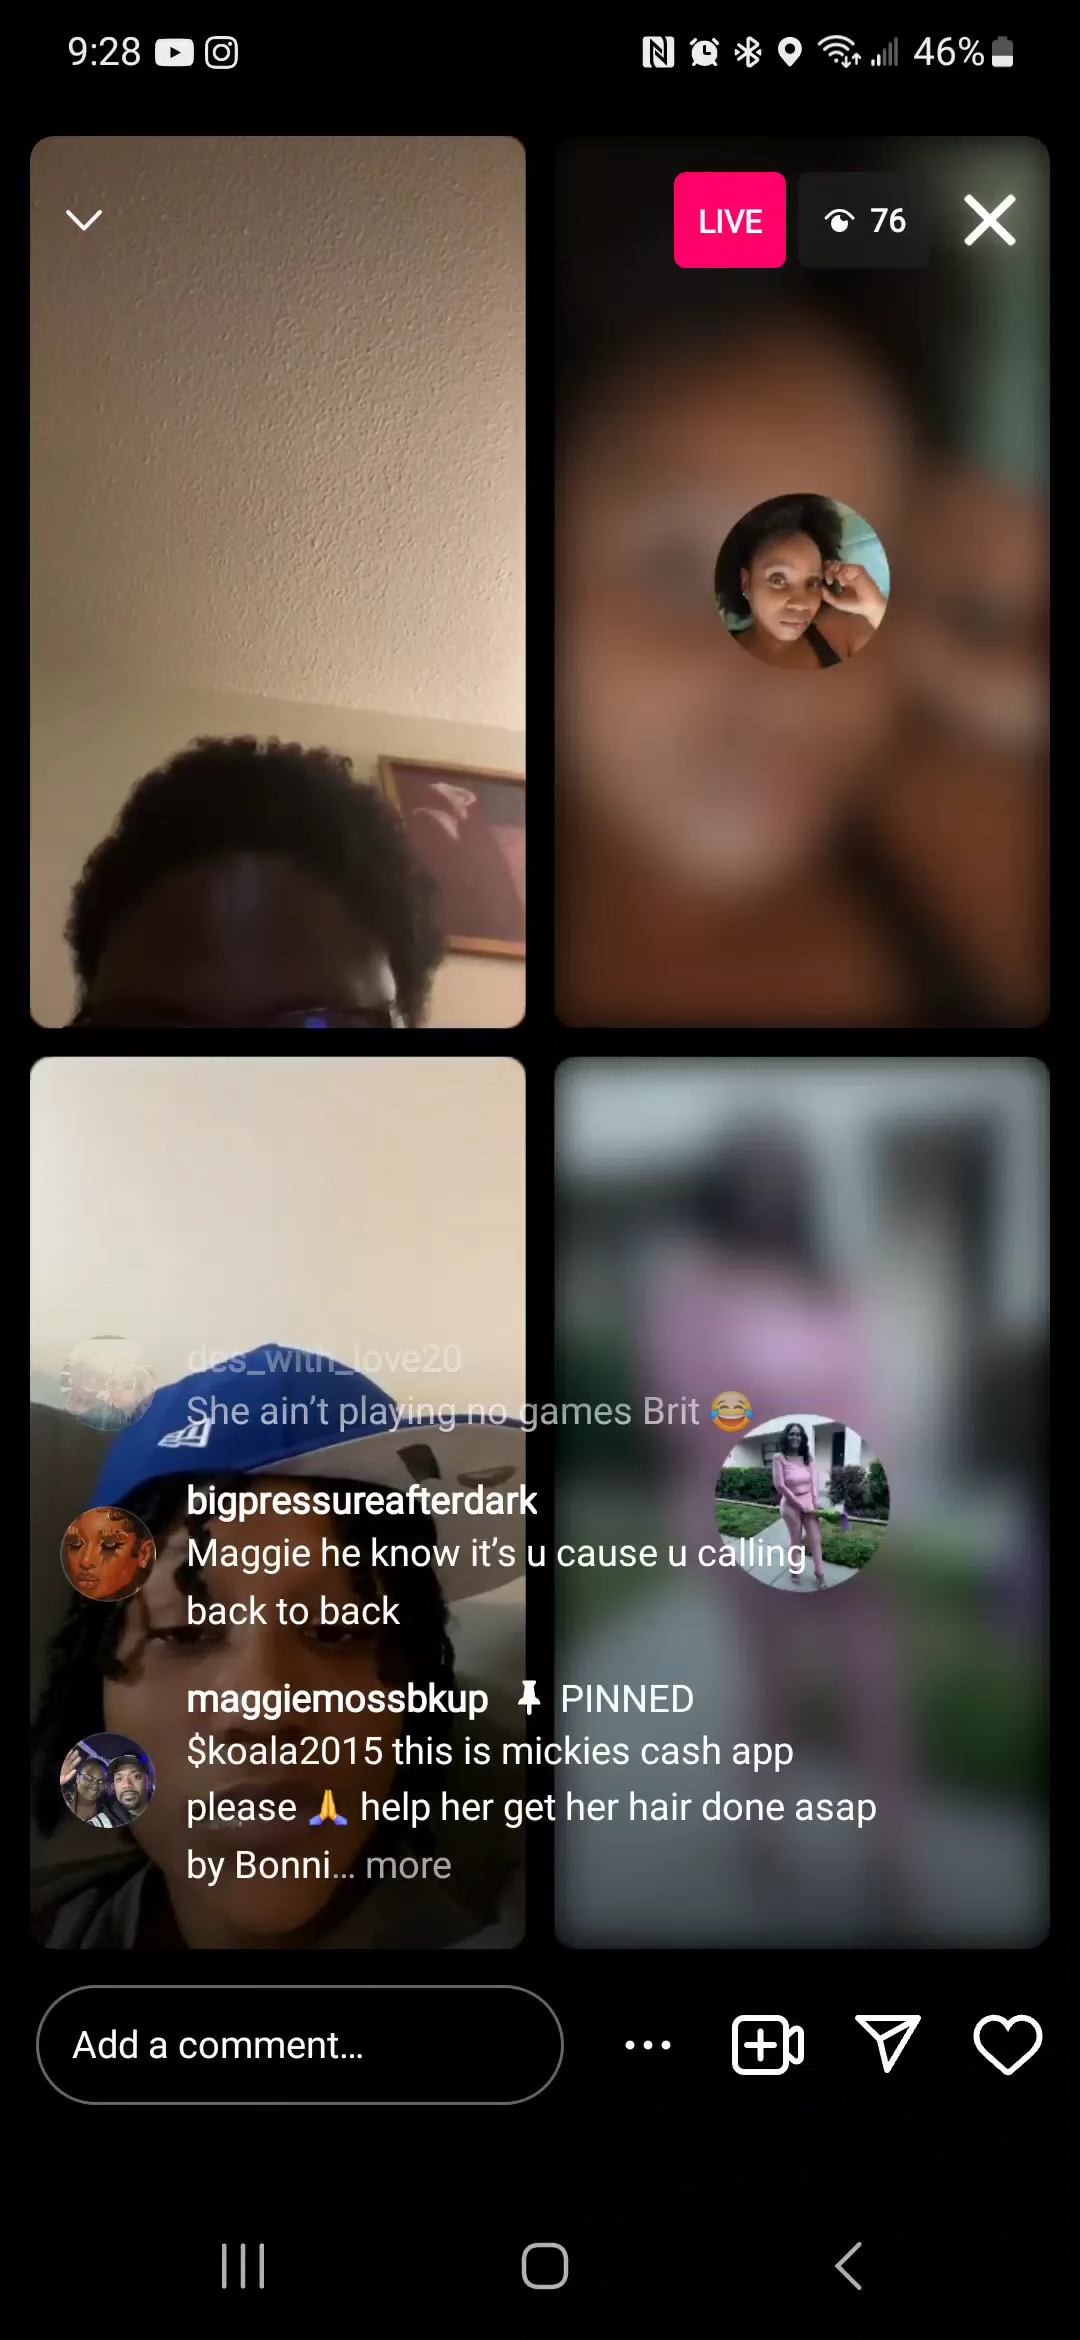 9:28
46%
LIVE
76
des_with_love20
She ain’t playing no games Brit 😂
bigpressureafterdark
Maggie he know it’s u cause u calling
back to back
maggiemossbkup 📌 PINNED
$koala2015 this is mickies cash app
please 🙏 help her get her hair done asap
by Bonni... more
Add a comment...